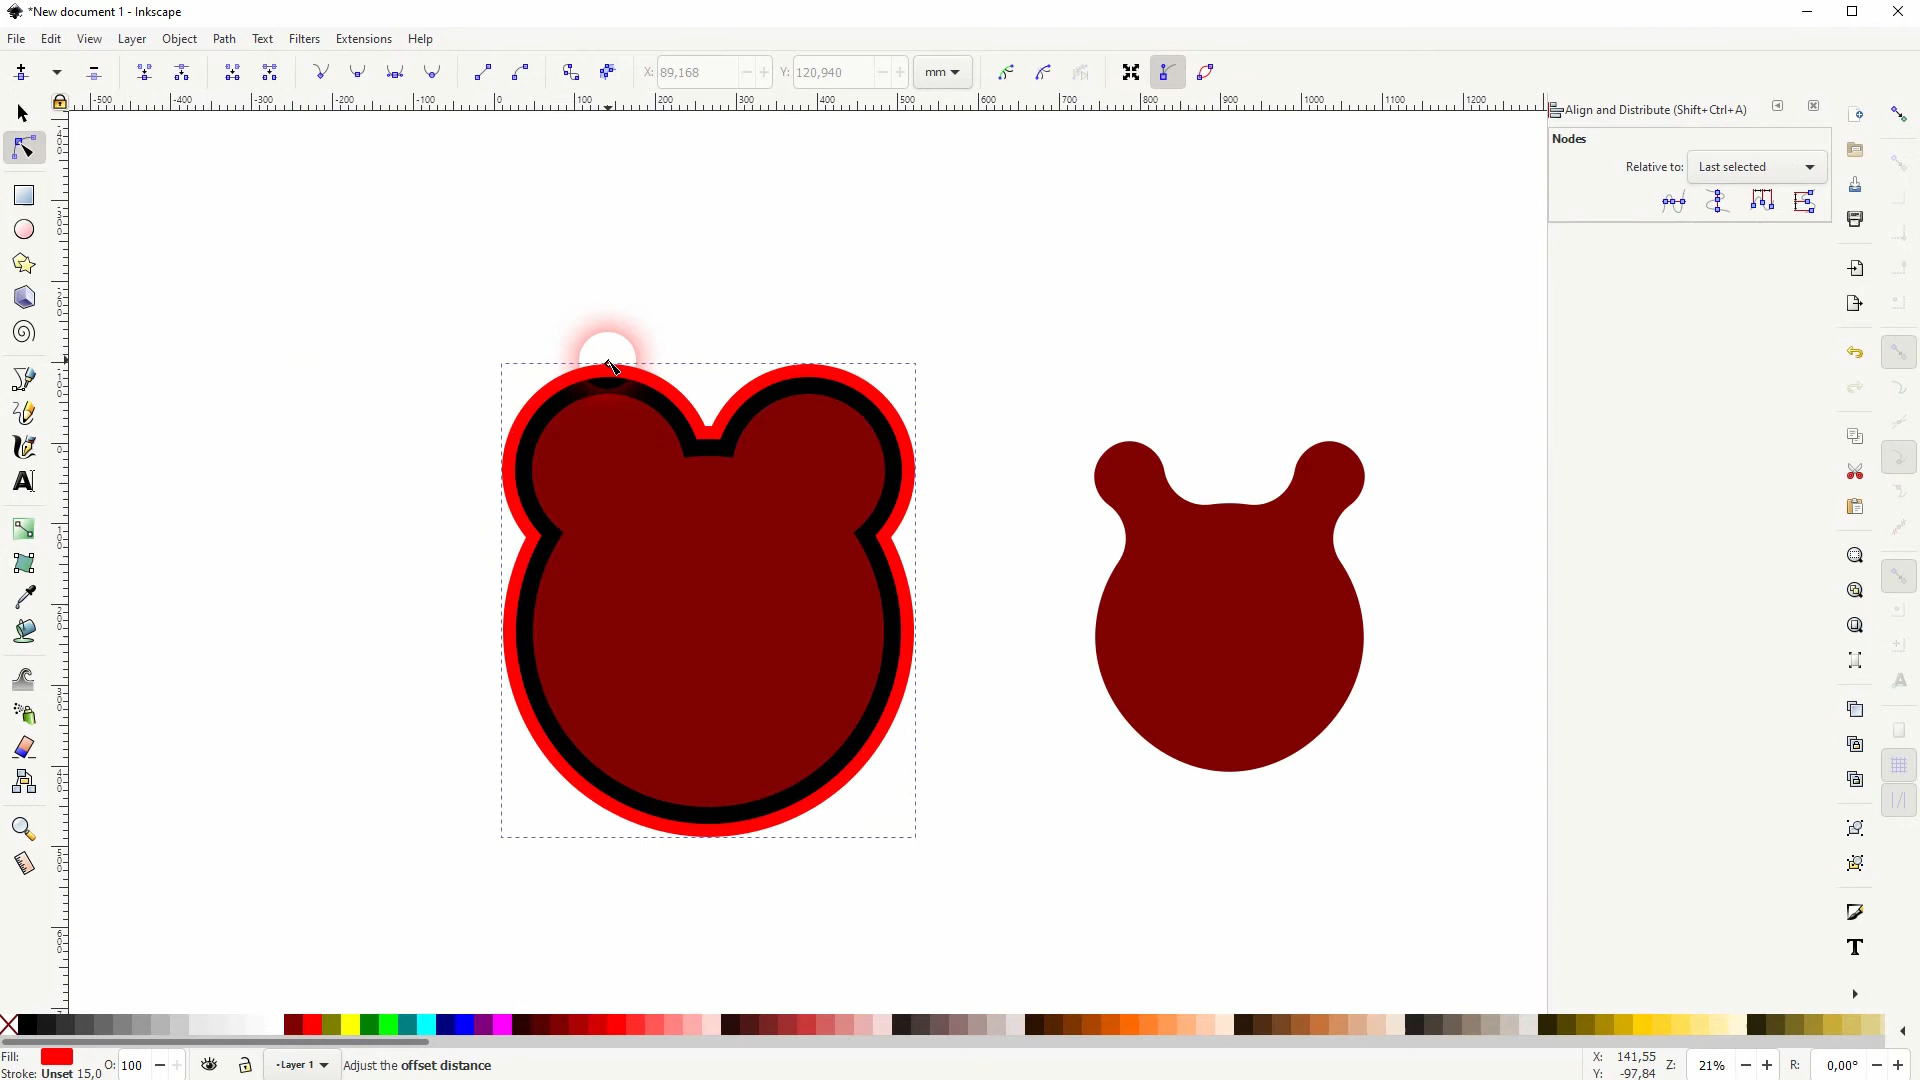 *New document 1 - Inkscape
File Edit View Layer Object Path Text Filters Extensions Help
X: 89,168 Y: 120,940 mm
-500 -400 -300 -200 -100 0 100 200 300 400 500 600 700 800 900 1000 1100 1200
Align and Distribute (Shift+Ctrl+A)
Nodes
Relative to: Last selected
Fill:
Stroke: Unset 15,0
O: 100
Layer 1
Adjust the offset distance
X: 141,55
Y: -97,84
Z: 21%
R: 0,00°